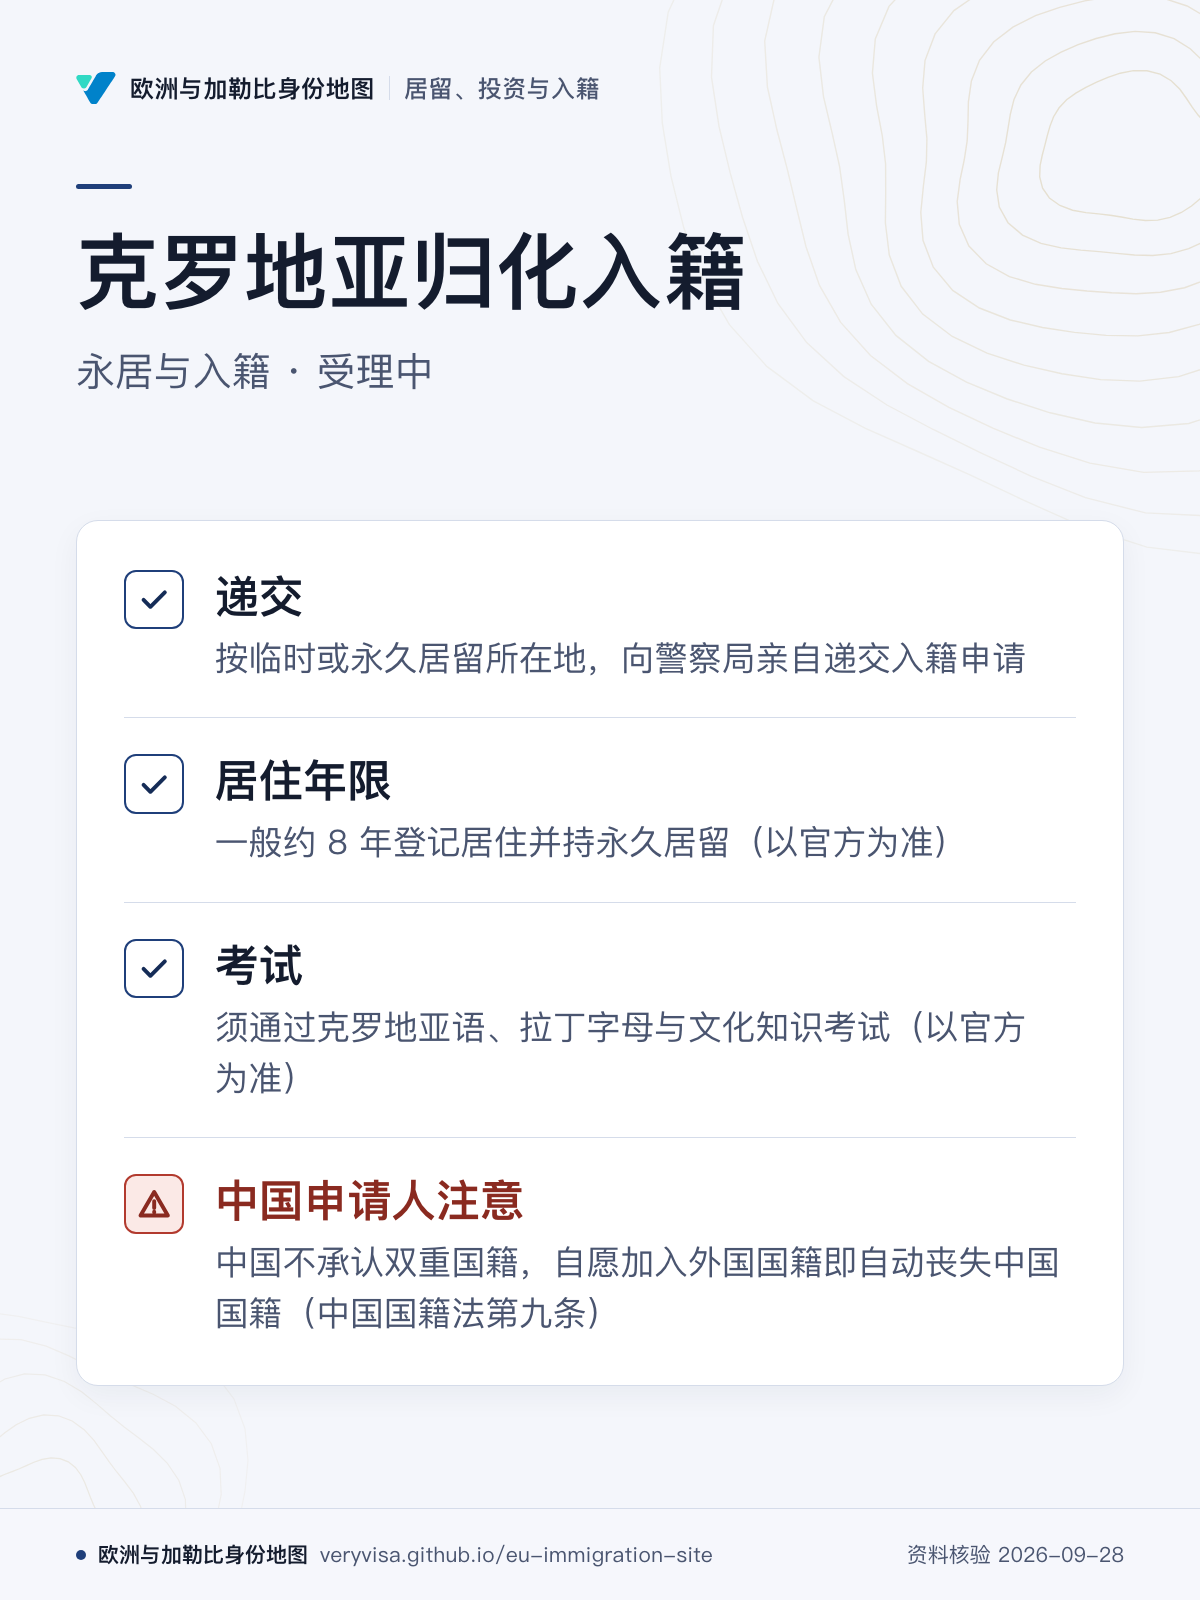 欧洲与加勒比身份地图 居留、投资与入籍
克罗地亚归化入籍
永居与入籍 · 受理中
递交
按临时或永久居留所在地，向警察局亲自递交入籍申请
居住年限
一般约 8 年登记居住并持永久居留（以官方为准）
考试
须通过克罗地亚语、拉丁字母与文化知识考试（以官方
为准）
中国申请人注意
中国不承认双重国籍，自愿加入外国国籍即自动丧失中国
国籍（中国国籍法第九条）
欧洲与加勒比身份地图 veryvisa.github.io/eu-immigration-site 资料核验 2026-09-28